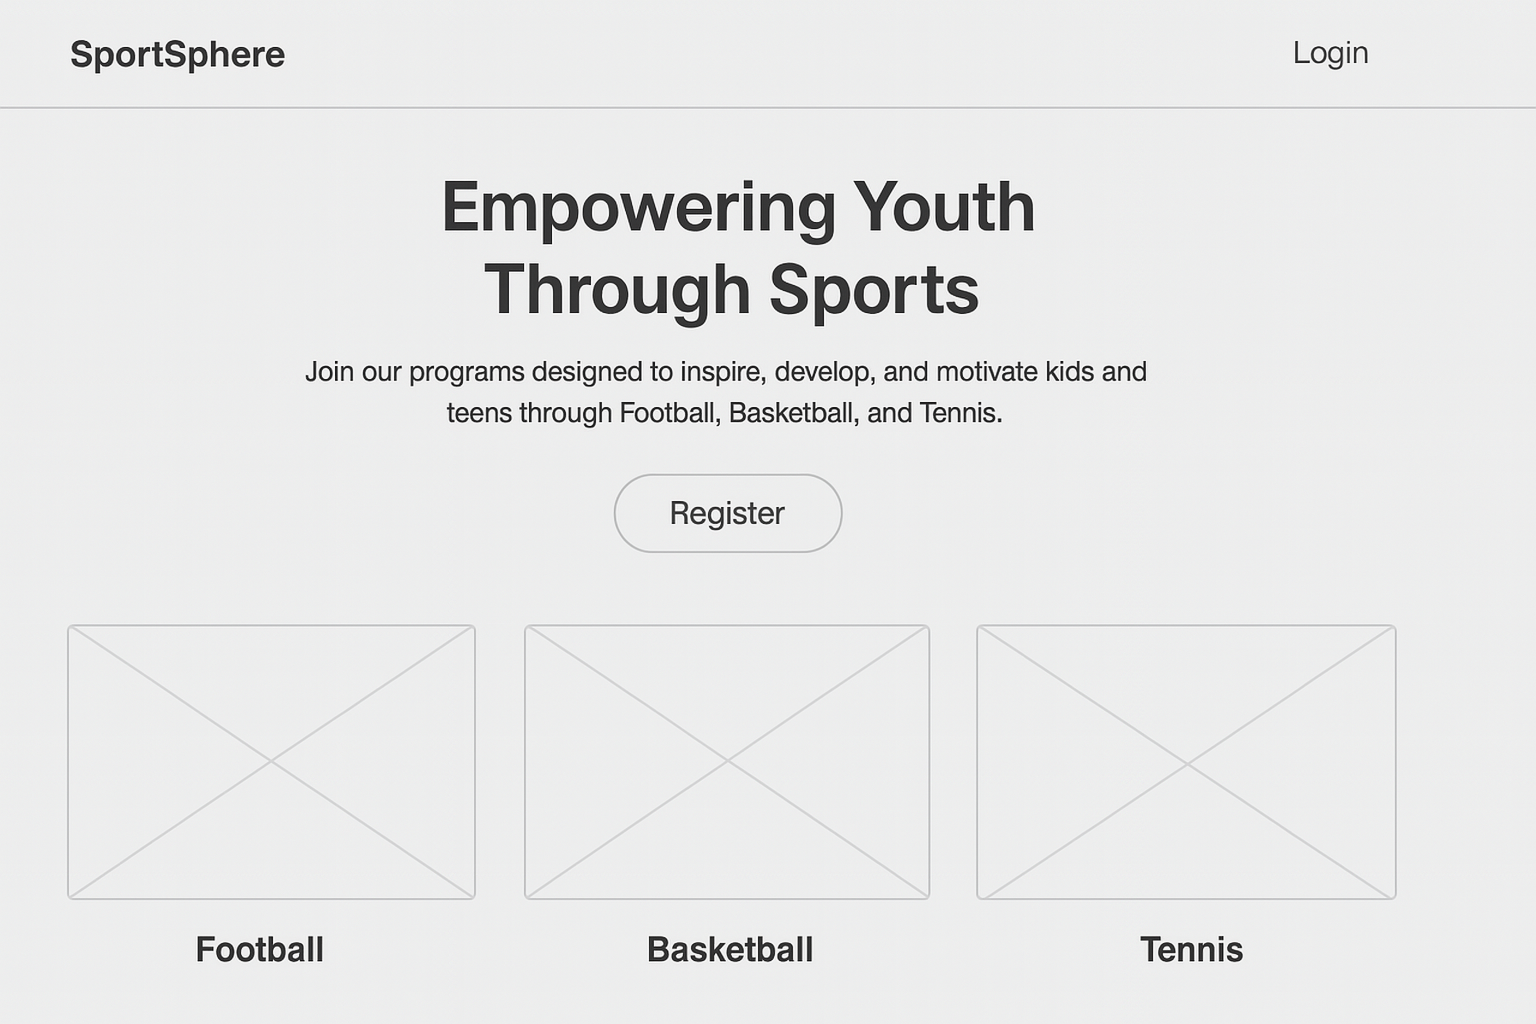 SportSphere
Login
Empowering Youth
Through Sports
Join our programs designed to inspire, develop, and motivate kids and
teens through Football, Basketball, and Tennis.
Register
Football
Basketball
Tennis